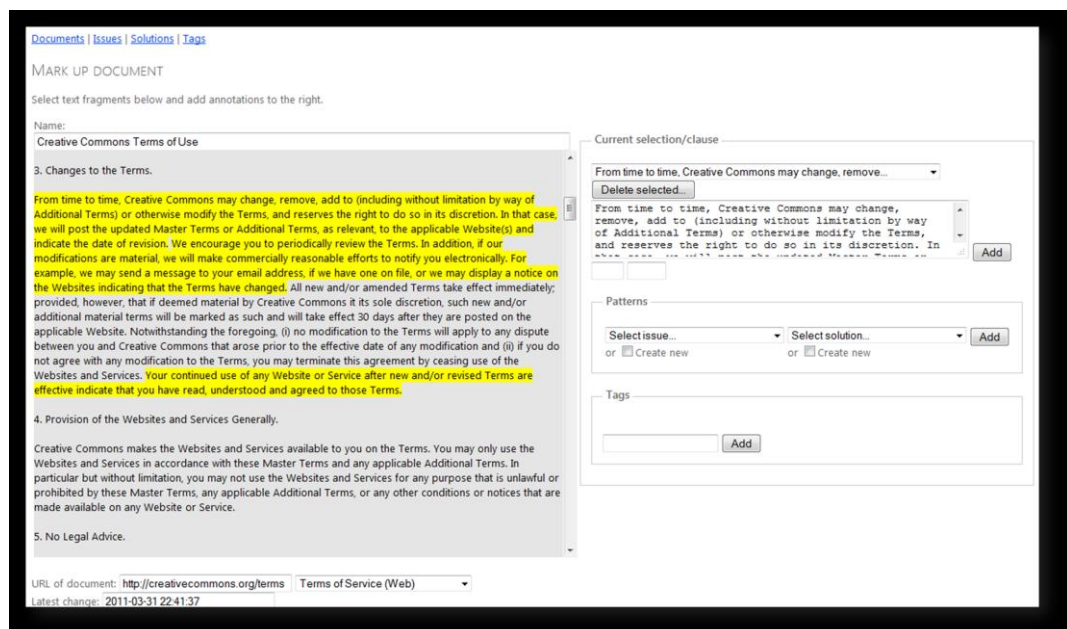 Documents | Issues | Solutions | Tags
MARK UP DOCUMENT
Select text fragments below and add annotations to the right.
Name:
Creative Commons Terms of Use
3. Changes to the Terms.
From time to time, Creative Commons may change, remove, add to (including without limitation by way of
Additional Terms) or otherwise modify the Terms, and reserves the right to do so in its discretion. In that case,
we will post the updated Master Terms or Additional Terms, as relevant, to the applicable Website(s) and
indicate the date of revision. We encourage you to periodically review the Terms. In addition, if our
modifications are material, we will make commercially reasonable efforts to notify you electronically. For
example, we may send a message to your email address, if we have one on file, or we may display a notice on
the Websites indicating that the Terms have changed. All new and/or amended Terms take effect immediately;
provided, however, that if deemed material by Creative Commons it its sole discretion, such new and/or
additional material terms will be marked as such and will take effect 30 days after they are posted on the
applicable Website. Notwithstanding the foregoing, (i) no modification to the Terms will apply to any dispute
between you and Creative Commons that arose prior to the effective date of any modification and (ii) if you do
not agree with any modification to the Terms, you may terminate this agreement by ceasing use of the
Websites and Services. Your continued use of any Website or Service after new and/or revised Terms are
effective indicate that you have read, understood and agreed to those Terms.
4. Provision of the Websites and Services Generally.
Creative Commons makes the Websites and Services available to you on the Terms. You may only use the
Websites and Services in accordance with these Master Terms and any applicable Additional Terms. In
particular but without limitation, you may not use the Websites and Services for any purpose that is unlawful or
prohibited by these Master Terms, any applicable Additional Terms, or any other conditions or notices that are
made available on any Website or Service.
5. No Legal Advice.
URL of document: http://creativecommons.org/terms Terms of Service (Web)
Latest change: 2011-03-31 22:41:37
Current selection/clause
From time to time, Creative Commons may change, remove...
Delete selected...
From time to time, Creative Commons may change,
remove, add to (including without limitation by way
of Additional Terms) or otherwise modify the Terms,
and reserves the right to do so in its discretion. In
that case, we will post the updated Master Terms or
Add
Patterns
Select issue... Select solution... Add
or Create new or Create new
Tags
Add